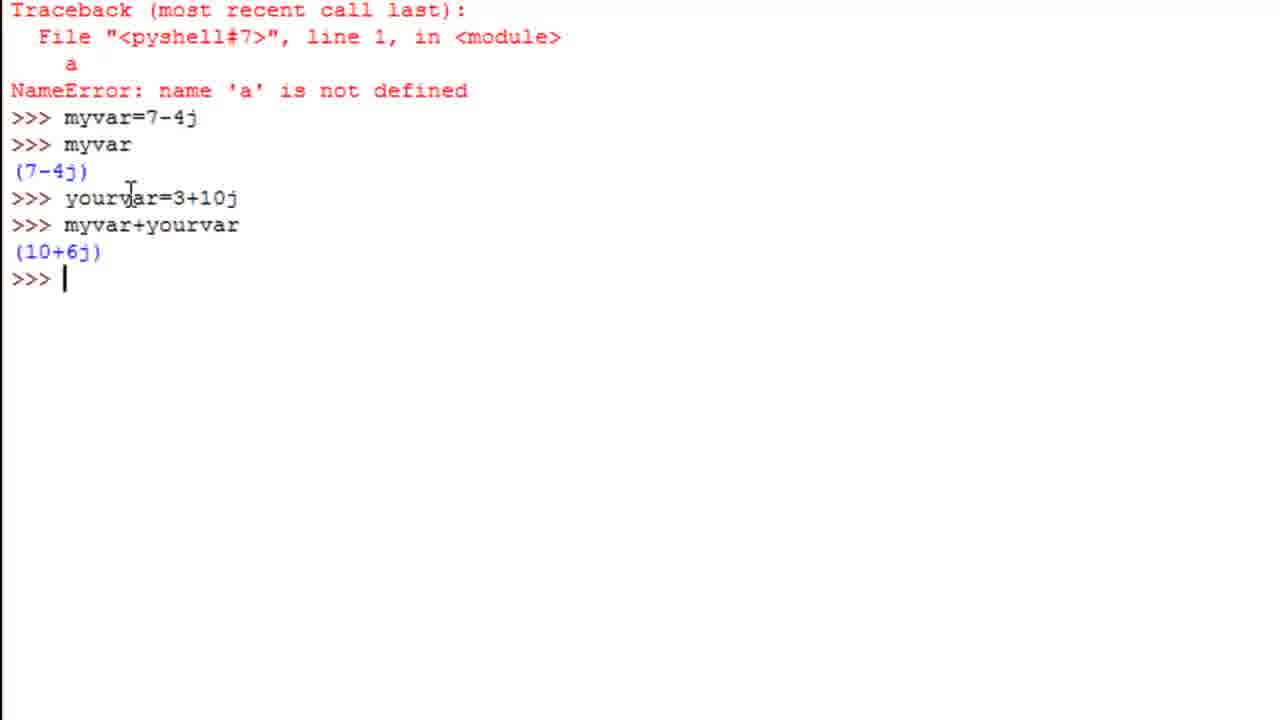 Traceback (most recent call last):
  File "<pyshell#7>", line 1, in <module>
    a
NameError: name 'a' is not defined
>>> myvar=7-4j
>>> myvar
(7-4j)
>>> yourvar=3+10j
>>> myvar+yourvar
(10+6j)
>>>